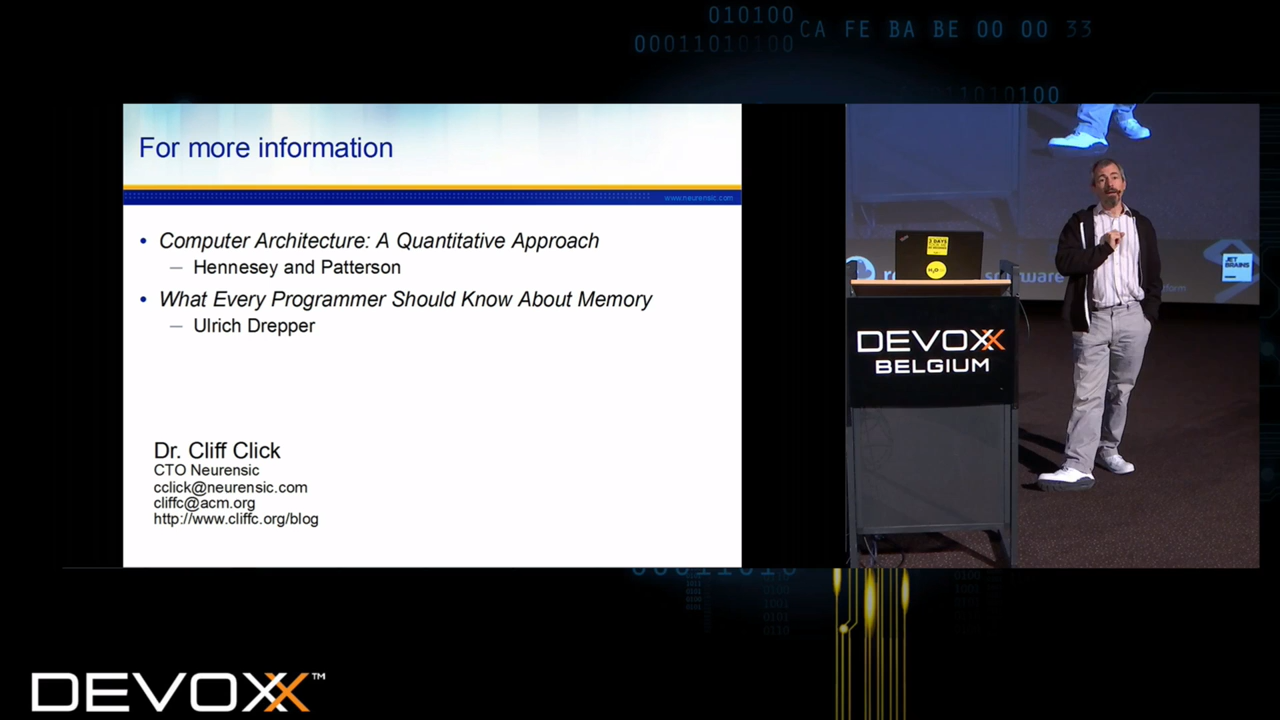 010100
00011010100
CA FE BA BE 00 00 33
11010100
For more information
www.neurensic.com
• Computer Architecture: A Quantitative Approach
– Hennesey and Patterson
• What Every Programmer Should Know About Memory
– Ulrich Drepper
Dr. Cliff Click
CTO Neurensic
cclick@neurensic.com
cliffc@acm.org
http://www.cliffc.org/blog
H2O
JET
BRAINS
DEVOXX
BELGIUM
DEVOXX™